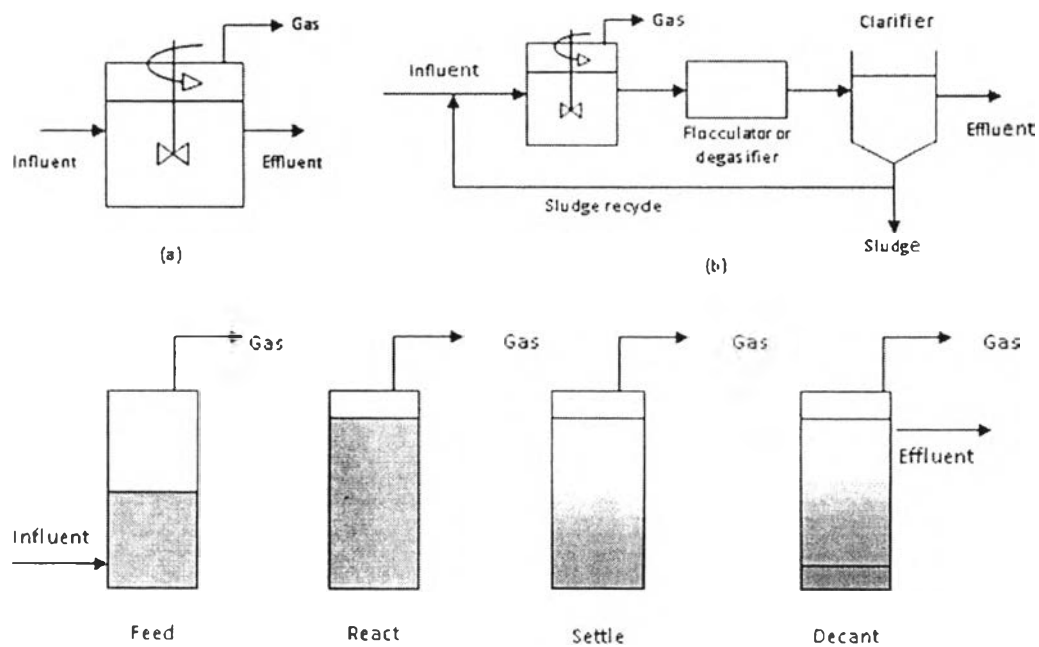 Gas
Influent
Effluent
(a)
Gas
Clarifier
Influent
Flocculator or
degasifier
Effluent
Sludge recycle
Sludge
(b)
Gas
Gas
Gas
Gas
Influent
Effluent
Feed
React
Settle
Decant